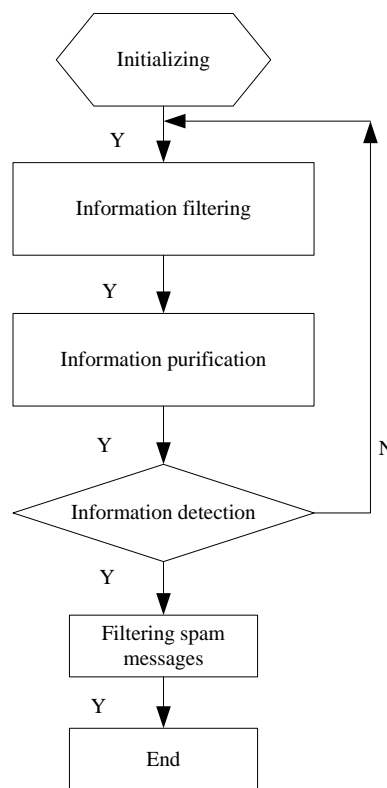 Initializing
Y
Information filtering
Y
Information purification
Y
N
Information detection
Y
Filtering spam
messages
Y
End